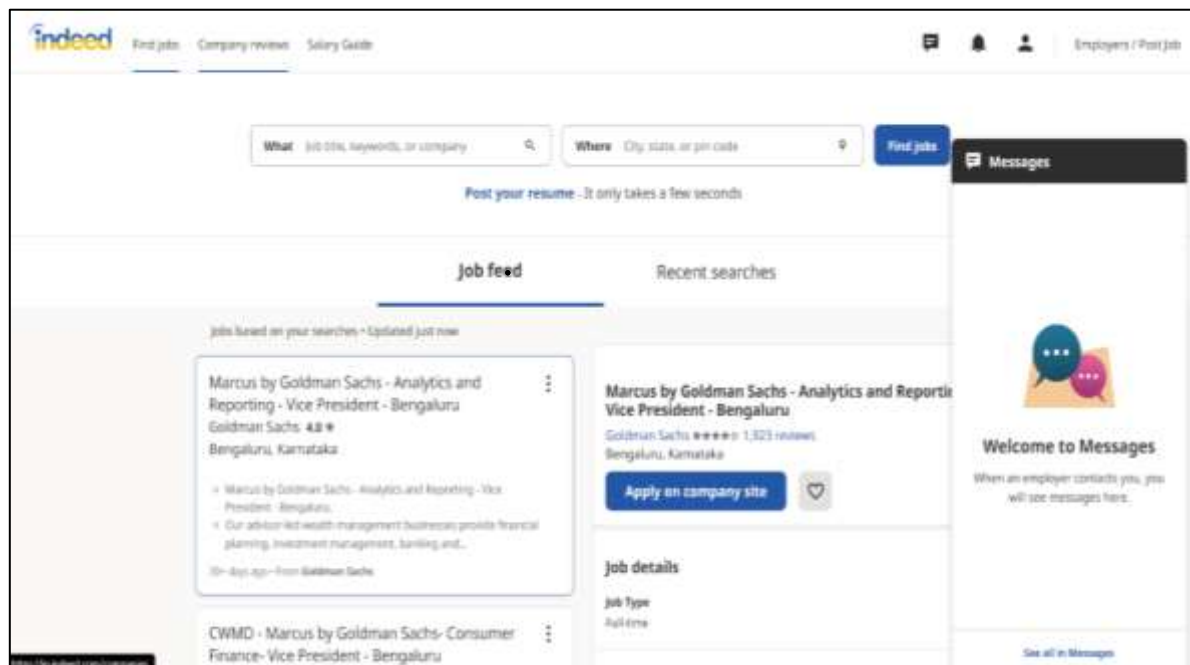 indeed
Find jobs Company reviews Salary Guide
Employers / Post Job
What Job title, keywords, or company
Where City, state, or pin code
Find jobs
Post your resume - It only takes a few seconds
Job feed Recent searches
Jobs based on your searches • Updated just now
Marcus by Goldman Sachs - Analytics and
Reporting - Vice President - Bengaluru
Goldman Sachs 4.0 ★
Bengaluru, Karnataka
Marcus by Goldman Sachs - Analytics and Reporting - Vice
President - Bengaluru.
Our advisor-led wealth management businesses provide financial
planning, investment management, banking and...
30+ days ago - from Goldman Sachs
CWMD - Marcus by Goldman Sachs- Consumer
Finance- Vice President - Bengaluru
Marcus by Goldman Sachs - Analytics and Reportin
Vice President - Bengaluru
Goldman Sachs 1,923 reviews
Bengaluru, Karnataka
Apply on company site
Job details
Job Type
Full-time
Messages
Welcome to Messages
When an employer contacts you, you
will see messages here.
See all in Messages